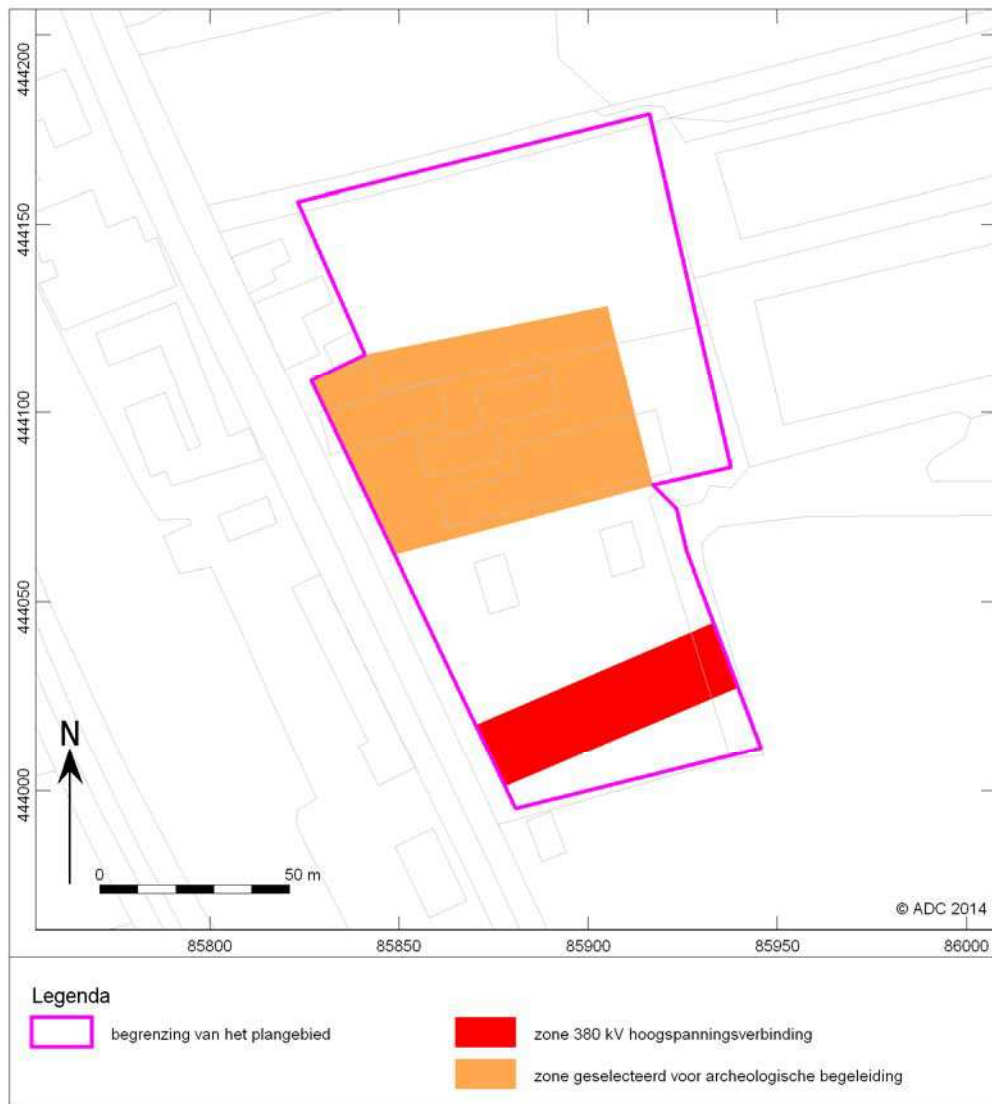 444200
444150
444100
444050
444000
N
0 50 m
© ADC 2014
85800 85850 85900 85950 86000
Legenda
begrenzing van het plangebied
zone 380 kV hoogspanningsverbinding
zone geselecteerd voor archeologische begeleiding